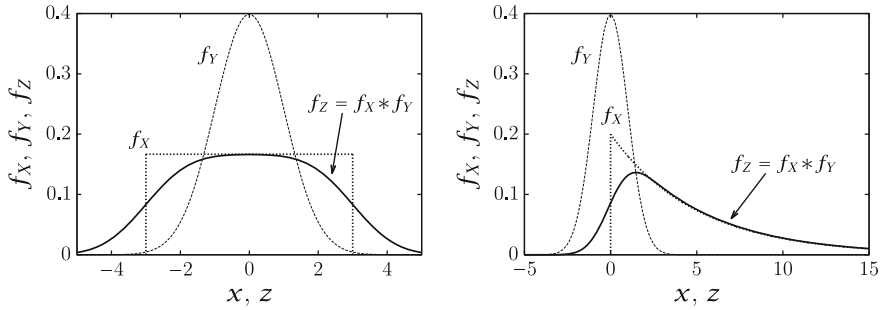 0.4
0.3
0.2
0.1
0
f_X, f_Y, f_Z
f_Y
f_Z = f_X * f_Y
f_X
−4 −2 0 2 4
x, z
0.4
0.3
0.2
0.1
0
f_X, f_Y, f_Z
f_Y
f_X
f_Z = f_X * f_Y
−5 0 5 10 15
x, z